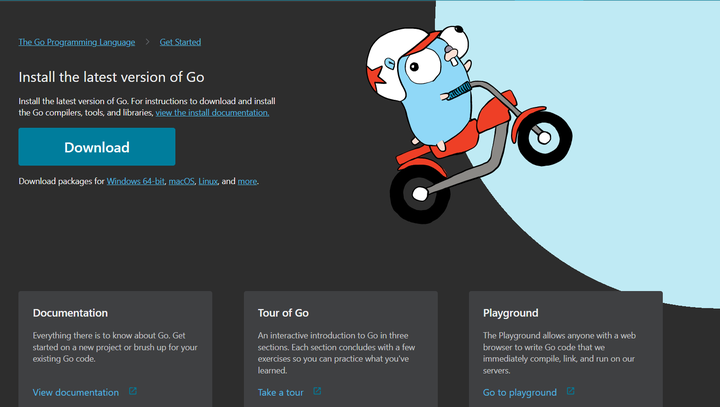 The Go Programming Language > Get Started
Install the latest version of Go
Install the latest version of Go. For instructions to download and install
the Go compilers, tools, and libraries, view the install documentation.
Download
Download packages for Windows 64-bit, macOS, Linux, and more.
Documentation
Everything there is to know about Go. Get
started on a new project or brush up for your
existing Go code.
View documentation
Tour of Go
An interactive introduction to Go in three
sections. Each section concludes with a few
exercises so you can practice what you've
learned.
Take a tour
Playground
The Playground allows anyone with a web
browser to write Go code that we
immediately compile, link, and run on our
servers.
Go to playground